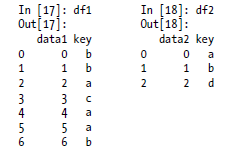 In [17]: df1
Out[17]:
data1 key
0 0 b
1 1 b
2 2 a
3 3 c
4 4 a
5 5 a
6 6 b
In [18]: df2
Out[18]:
data2 key
0 0 a
1 1 b
2 2 d